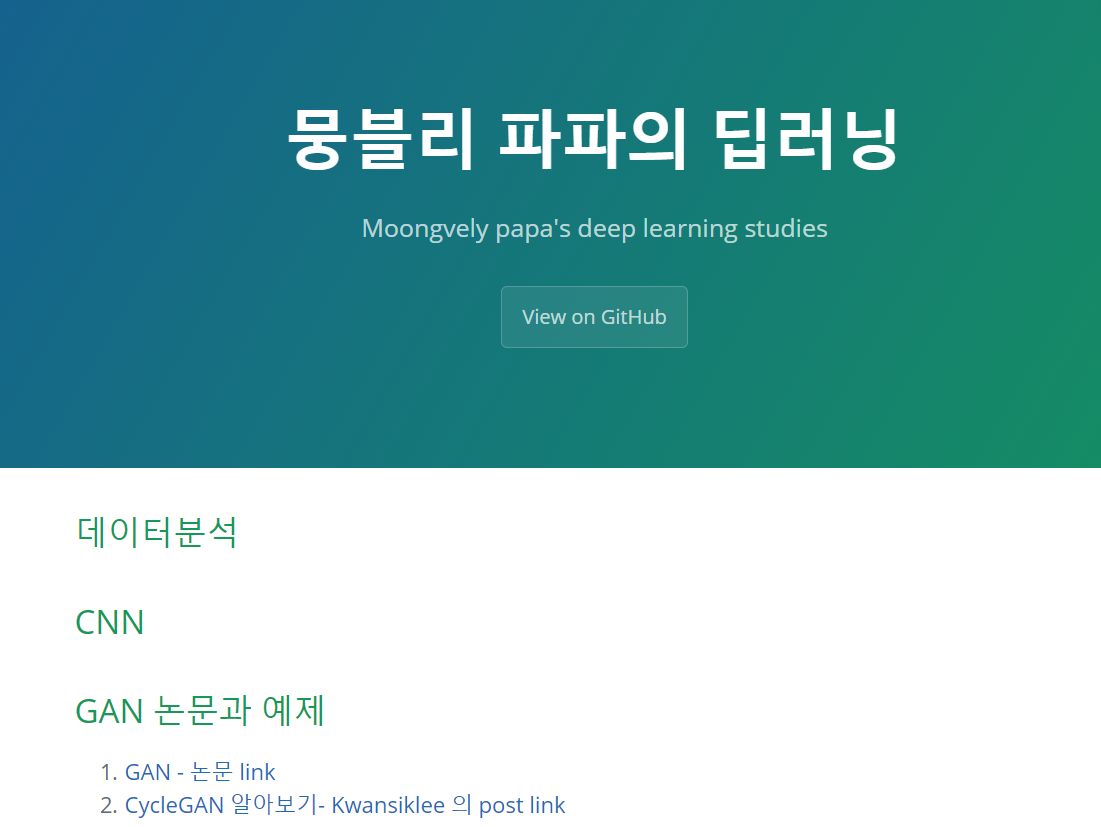 뭉블리 파파의 딥러닝
Moongvely papa's deep learning studies
View on GitHub
데이터분석
CNN
GAN 논문과 예제
1. GAN - 논문 link
2. CycleGAN 알아보기- Kwansiklee 의 post link